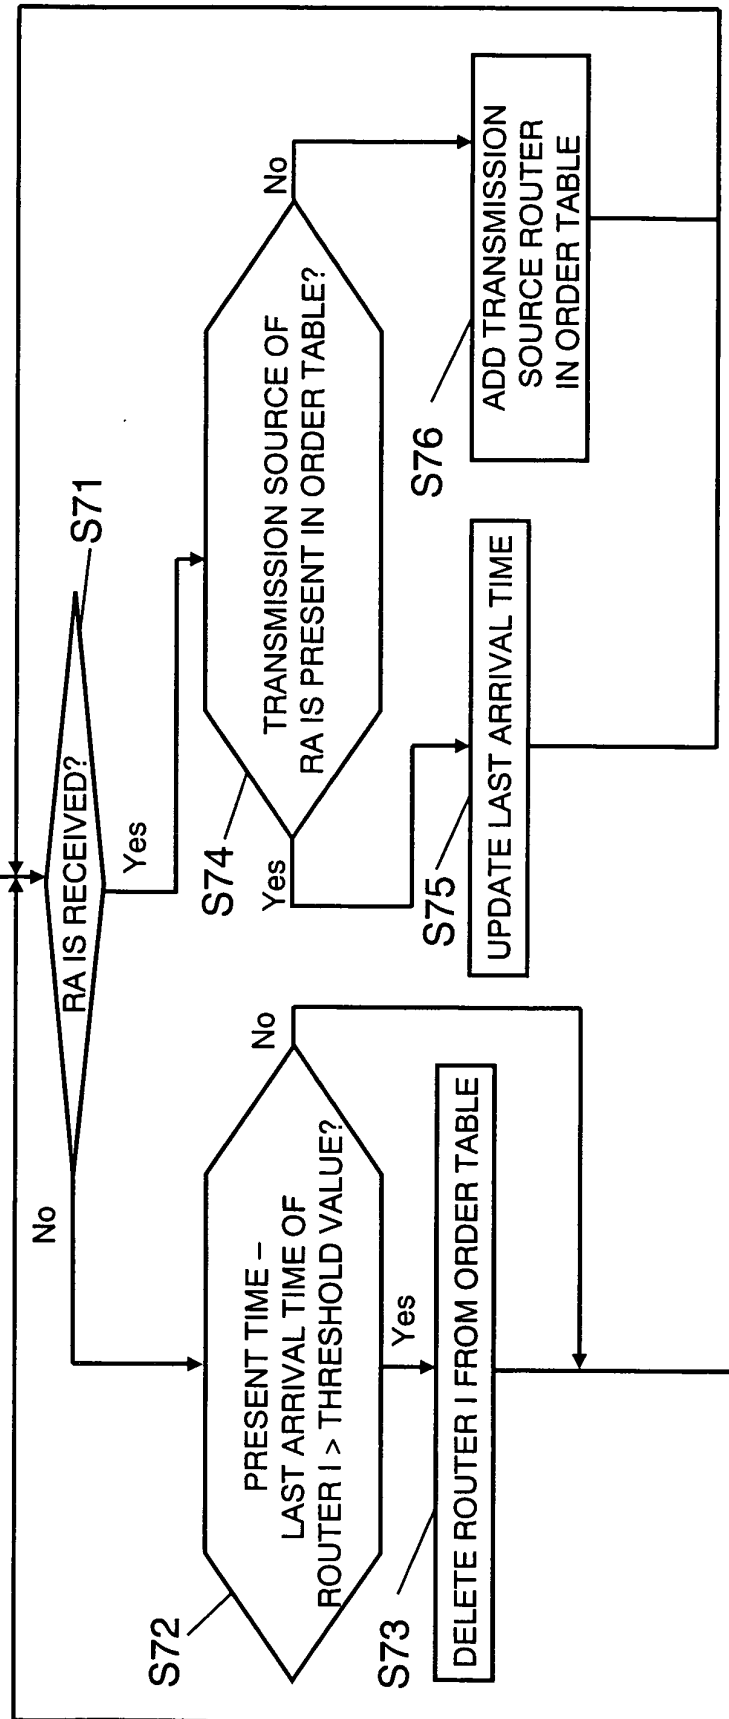 RA IS RECEIVED?
S71
No
Yes
PRESENT TIME –
LAST ARRIVAL TIME OF
ROUTER I > THRESHOLD VALUE?
S72
No
Yes
DELETE ROUTER I FROM ORDER TABLE
S73
TRANSMISSION SOURCE OF
RA IS PRESENT IN ORDER TABLE?
S74
Yes
No
UPDATE LAST ARRIVAL TIME
S75
ADD TRANSMISSION
SOURCE ROUTER
IN ORDER TABLE
S76